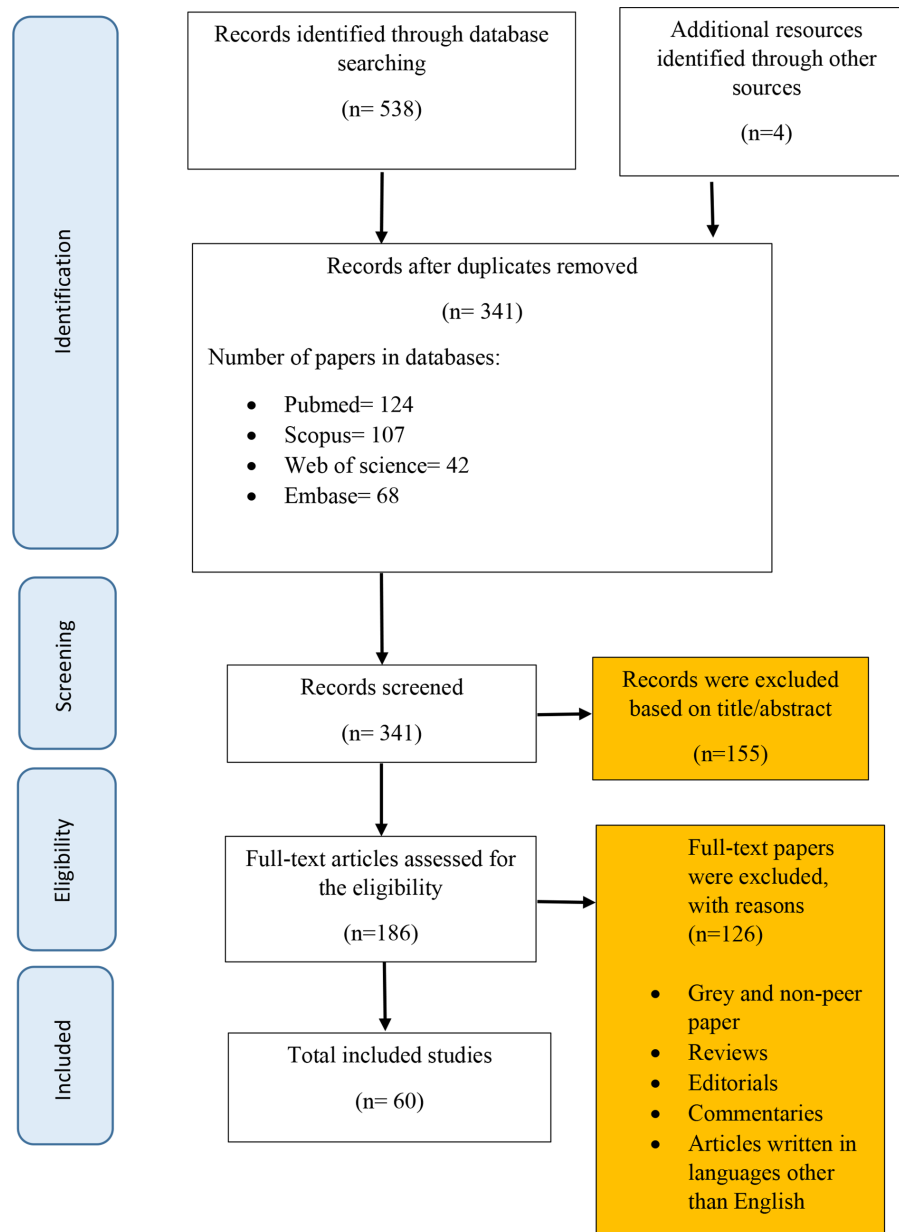 Identification
Records identified through database
searching
(n= 538)
Additional resources
identified through other
sources
(n=4)
Records after duplicates removed
(n= 341)
Number of papers in databases:
• Pubmed= 124
• Scopus= 107
• Web of science= 42
• Embase= 68
Screening
Records screened
(n= 341)
Records were excluded
based on title/abstract
(n=155)
Eligibility
Full-text articles assessed for
the eligibility
(n=186)
Full-text papers
were excluded,
with reasons
(n=126)
• Grey and non-peer
paper
• Reviews
• Editorials
• Commentaries
• Articles written in
languages other
than English
Included
Total included studies
(n= 60)